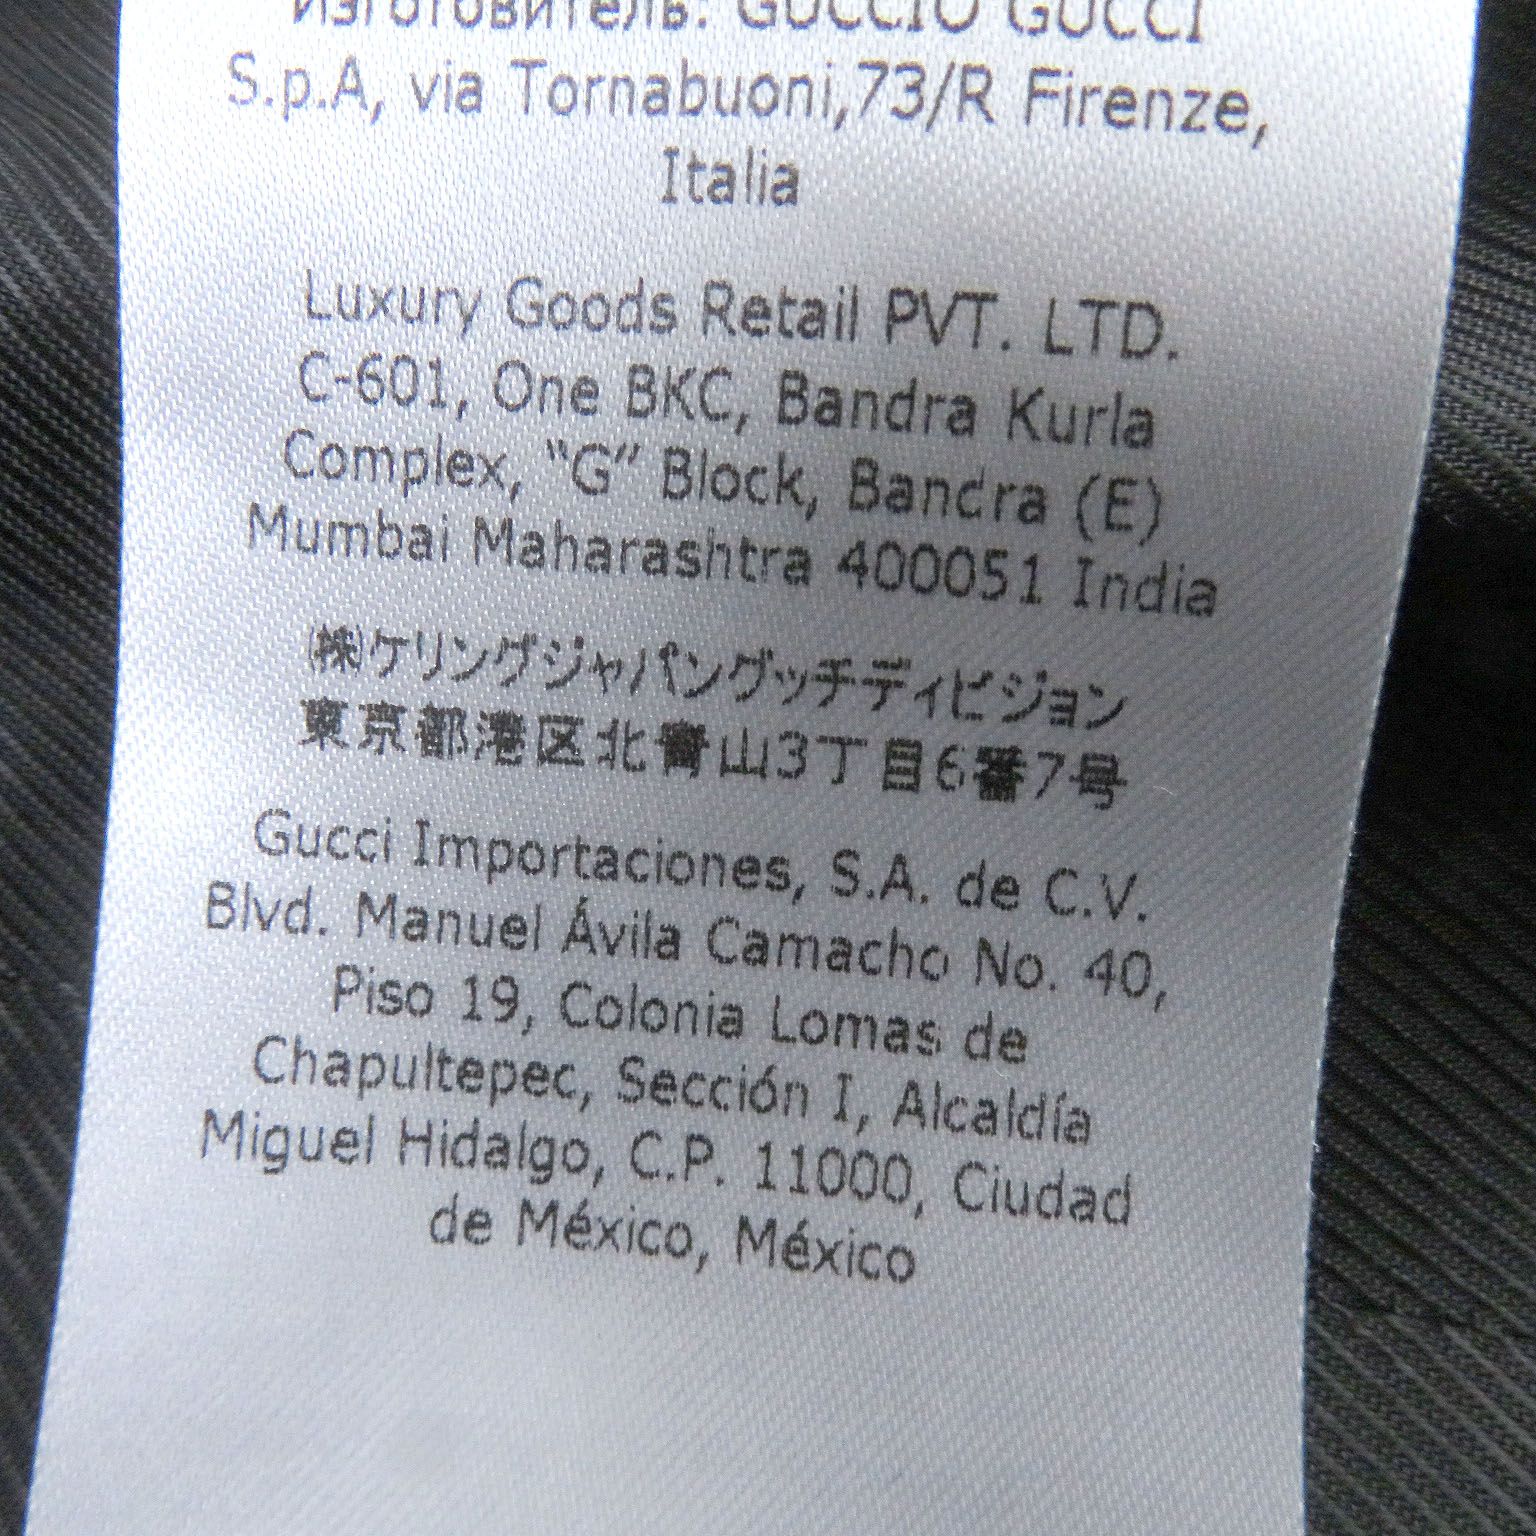 Изготовитель: GUCCIO GUCCI
S.p.A, via Tornabuoni,73/R Firenze,
Italia
Luxury Goods Retail PVT. LTD.
C-601, One BKC, Bandra Kurla
Complex, "G" Block, Bandra (E)
Mumbai Maharashtra 400051 India
(株)ケリングジャパングッチディビジョン
東京都港区北青山3丁目6番7号
Gucci Importaciones, S.A. de C.V.
Blvd. Manuel Ávila Camacho No. 40,
Piso 19, Colonia Lomas de
Chapultepec, Sección I, Alcaldía
Miguel Hidalgo, C.P. 11000, Ciudad
de México, México